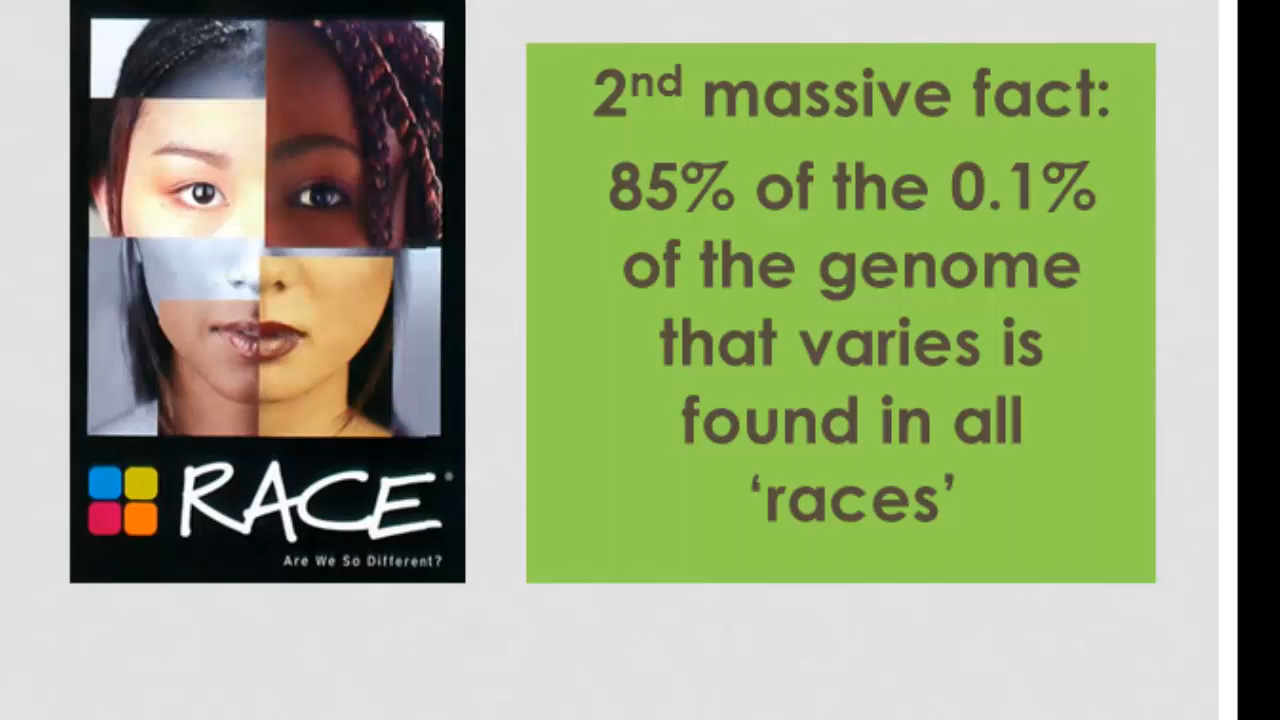 RACE®
Are We So Different?
2nd massive fact:
85% of the 0.1%
of the genome
that varies is
found in all
‘races’